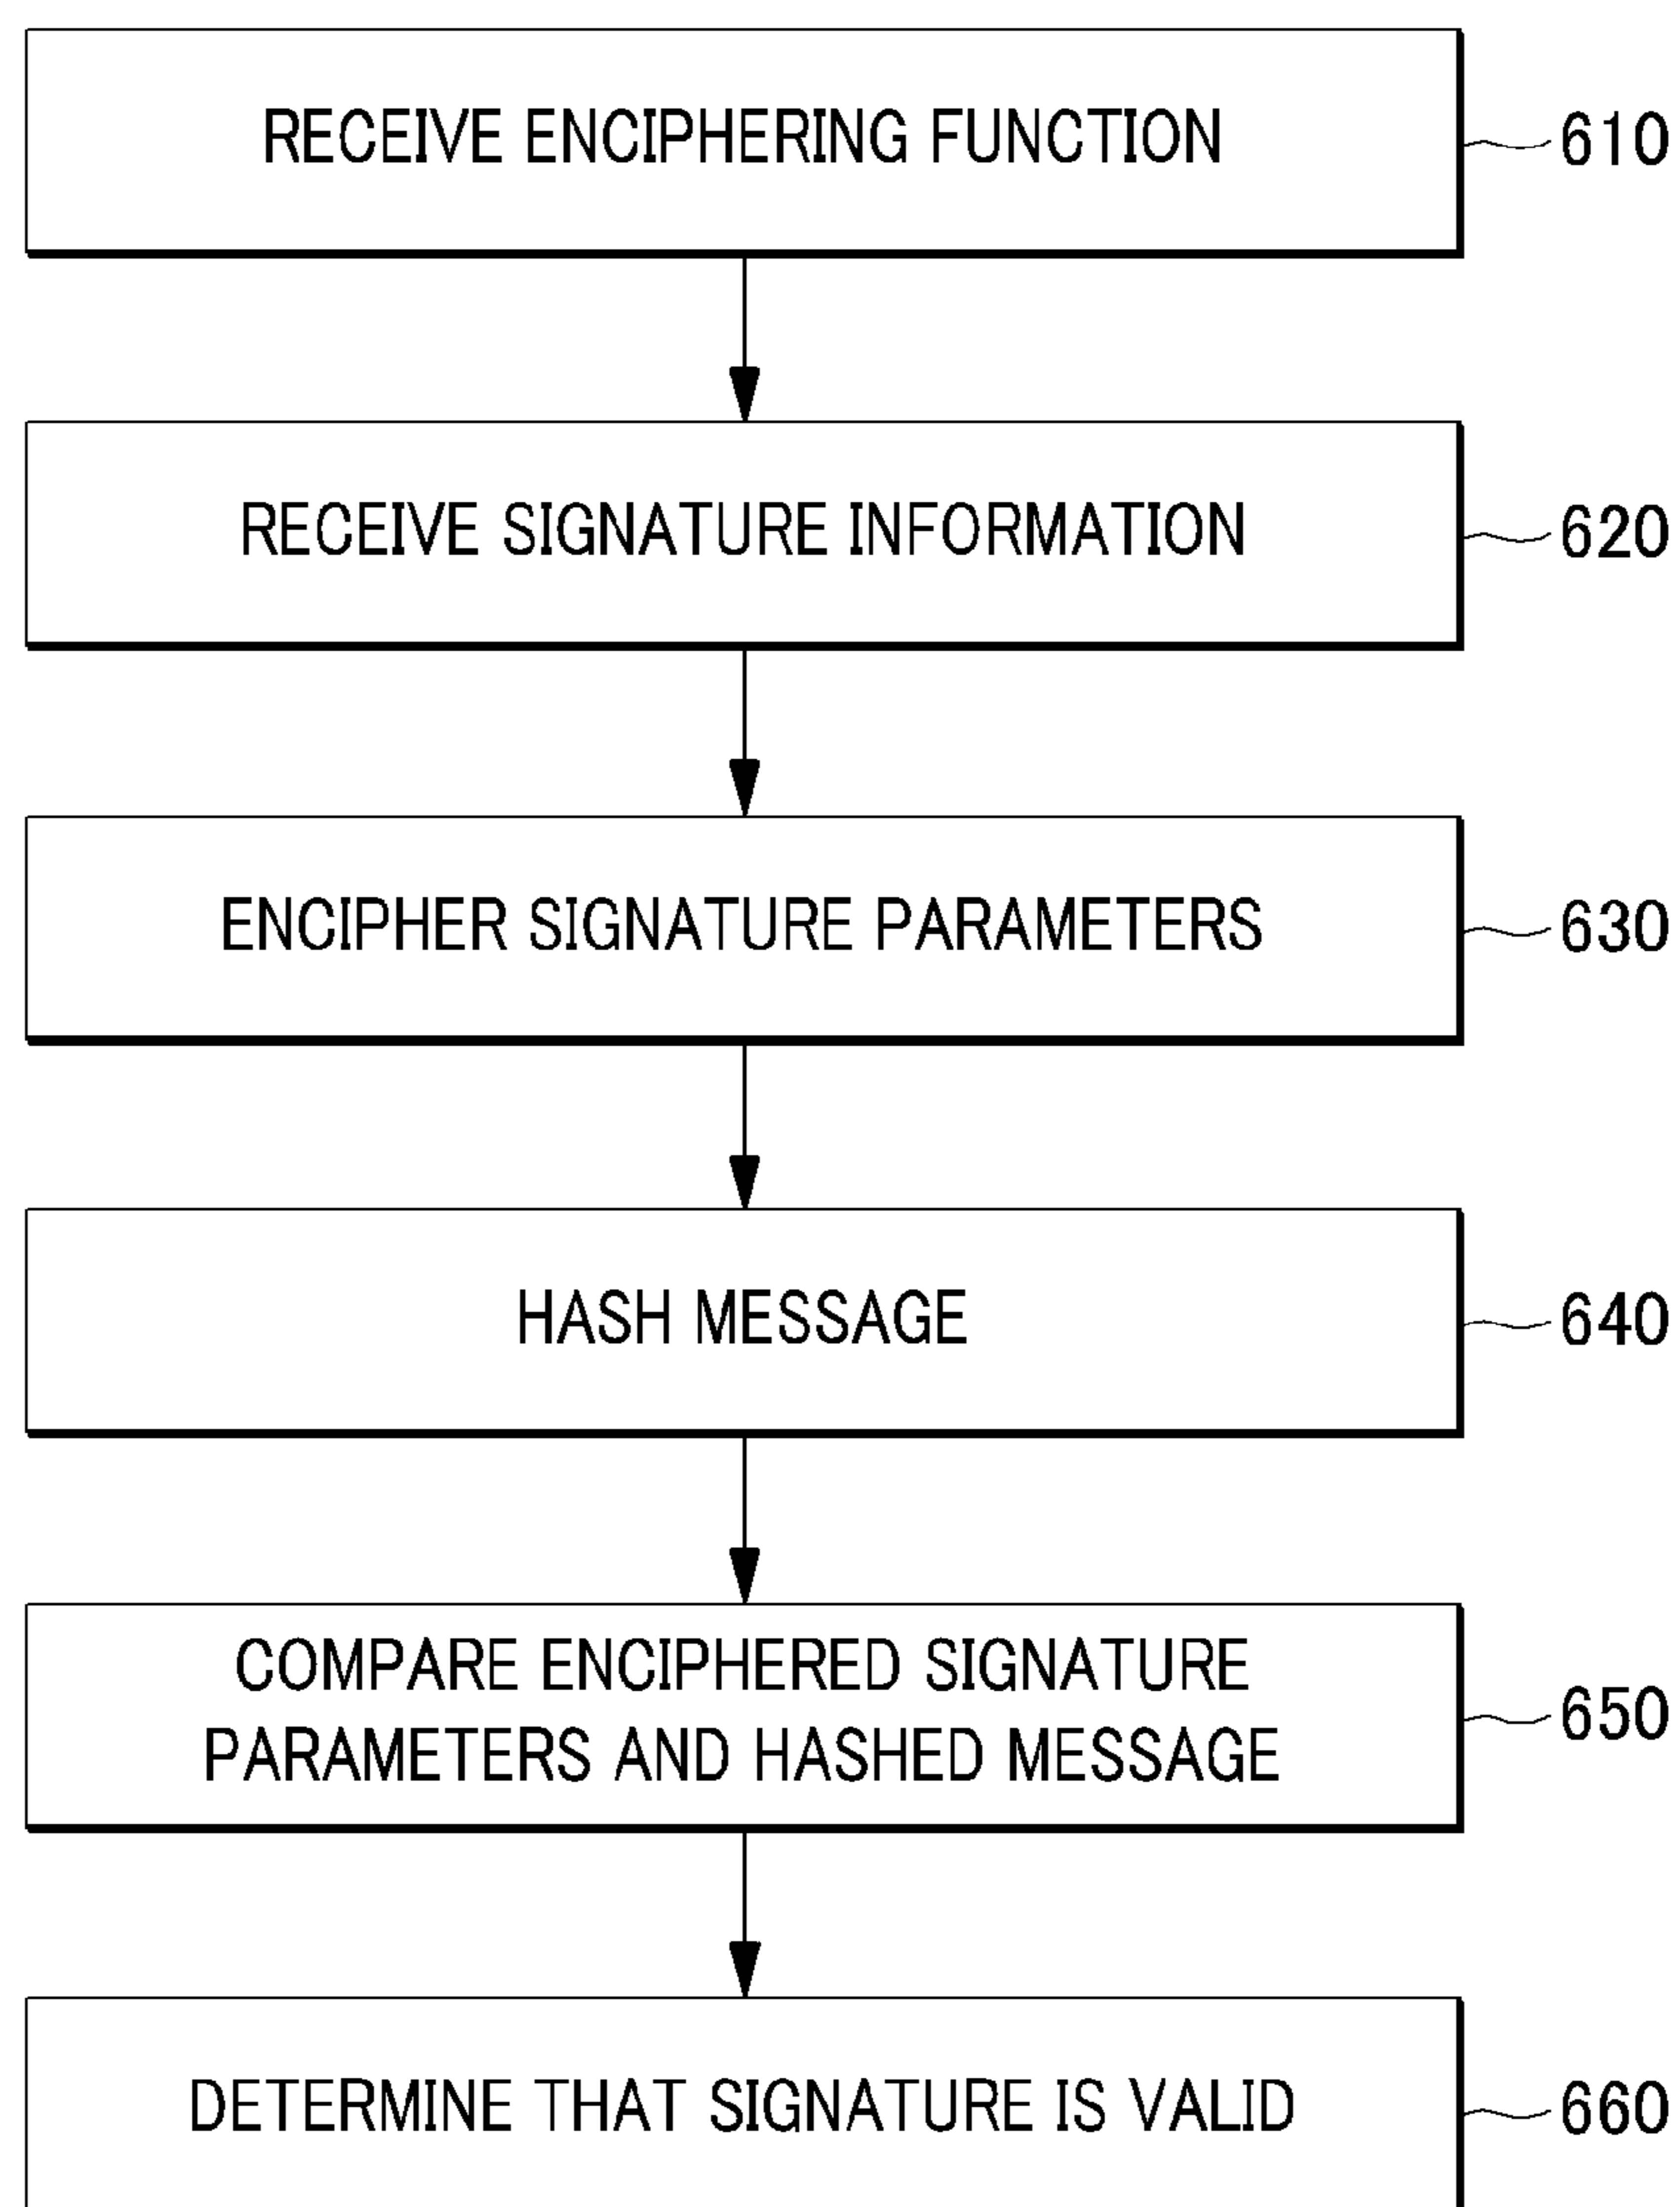 RECEIVE ENCIPHERING FUNCTION
610
RECEIVE SIGNATURE INFORMATION
620
ENCIPHER SIGNATURE PARAMETERS
630
HASH MESSAGE
640
COMPARE ENCIPHERED SIGNATURE
PARAMETERS AND HASHED MESSAGE
650
DETERMINE THAT SIGNATURE IS VALID
660